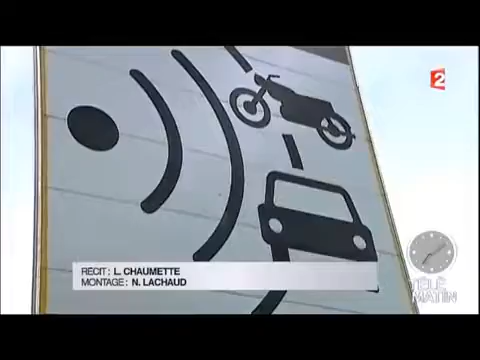 2
RECIT : L. CHAUMETTE
MONTAGE : N. LACHAUD
TÉLÉ
MATIN